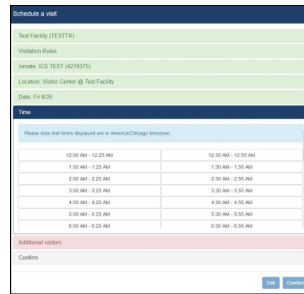 Schedule a visit
Test Facility (TESTTX)
Visitation Rules
Inmate: ICS TEST (4278375)
Location: Visitor Center @ Test Facility
Date: Fri 8/26
Time
Please note that times displayed are in America/Chicago timezone.
12:00 AM - 12:25 AM 12:30 AM - 12:55 AM
1:00 AM - 1:25 AM 1:30 AM - 1:55 AM
2:00 AM - 2:25 AM 2:30 AM - 2:55 AM
3:00 AM - 3:25 AM 3:30 AM - 3:55 AM
4:00 AM - 4:25 AM 4:30 AM - 4:55 AM
5:00 AM - 5:25 AM 5:30 AM - 5:55 AM
6:00 AM - 6:25 AM 6:30 AM - 6:55 AM
Additional visitors
Confirm
Exit Confirm